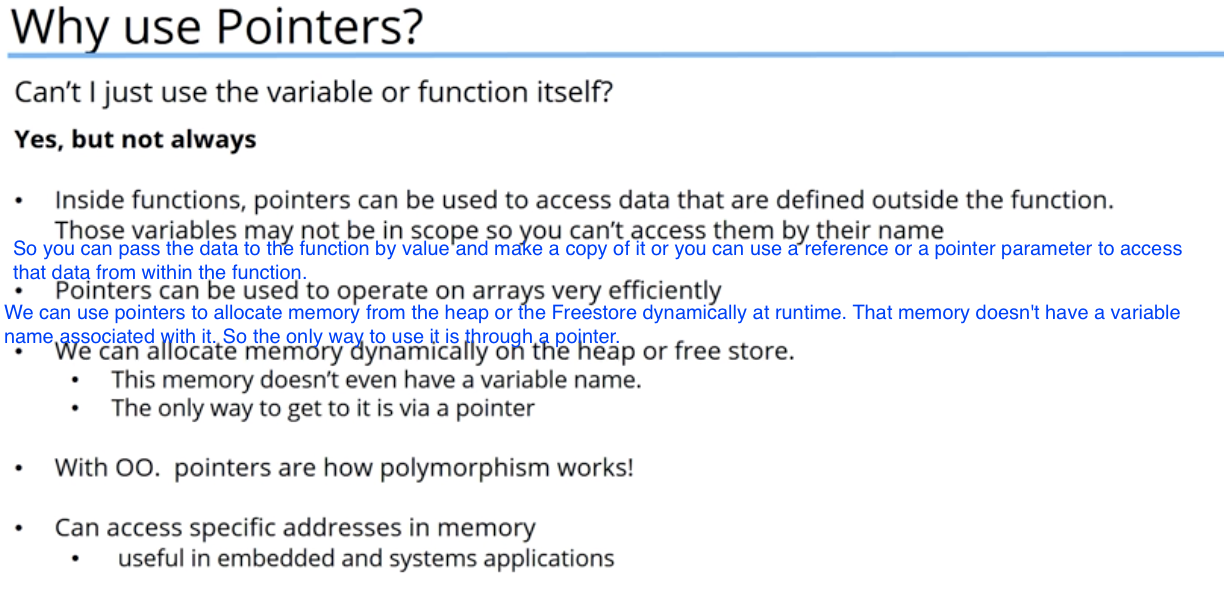 Why use Pointers?
Can't I just use the variable or function itself?
Yes, but not always
• Inside functions, pointers can be used to access data that are defined outside the function.
Those variables may not be in scope so you can't access them by their name
So you can pass the data to the function by value and make a copy of it or you can use a reference or a pointer parameter to access
that data from within the function.
• Pointers can be used to operate on arrays very efficiently
We can use pointers to allocate memory from the heap or the Freestore dynamically at runtime. That memory doesn't have a variable
name associated with it. So the only way to use it is through a pointer.
• We can allocate memory dynamically on the heap or free store.
• This memory doesn't even have a variable name.
• The only way to get to it is via a pointer
• With OO. pointers are how polymorphism works!
• Can access specific addresses in memory
• useful in embedded and systems applications